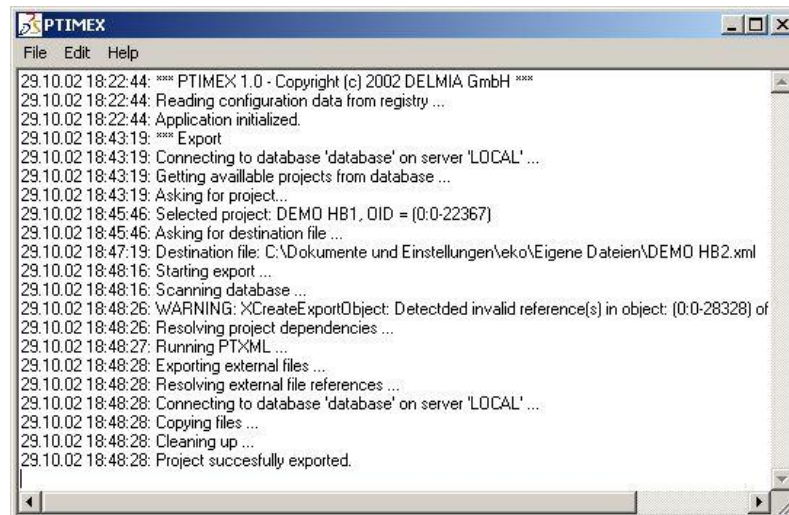 PTIMEX
File Edit Help
29.10.02 18:22:44: *** PTIMEX 1.0 - Copyright (c) 2002 DELMIA GmbH ***
29.10.02 18:22:44: Reading configuration data from registry ...
29.10.02 18:22:44: Application initialized.
29.10.02 18:43:19: *** Export
29.10.02 18:43:19: Connecting to database 'database' on server 'LOCAL' ...
29.10.02 18:43:19: Getting availlable projects from database ...
29.10.02 18:43:19: Asking for project...
29.10.02 18:45:46: Selected project: DEMO HB1, OID = (0:0-22367)
29.10.02 18:45:46: Asking for destination file ...
29.10.02 18:47:19: Destination file: C:\Dokumente und Einstellungen\eko\Eigene Dateien\DEMO HB2.xml
29.10.02 18:48:16: Starting export ...
29.10.02 18:48:16: Scanning database ...
29.10.02 18:48:26: WARNING: XCreateExportObject: Detectded invalid reference(s) in object: (0:0-28328) of
29.10.02 18:48:26: Resolving project dependencies ...
29.10.02 18:48:27: Running PTXML ...
29.10.02 18:48:28: Exporting external files ...
29.10.02 18:48:28: Resolving external file references ...
29.10.02 18:48:28: Connecting to database 'database' on server 'LOCAL' ...
29.10.02 18:48:28: Copying files ...
29.10.02 18:48:28: Cleaning up ...
29.10.02 18:48:28: Project succesfully exported.